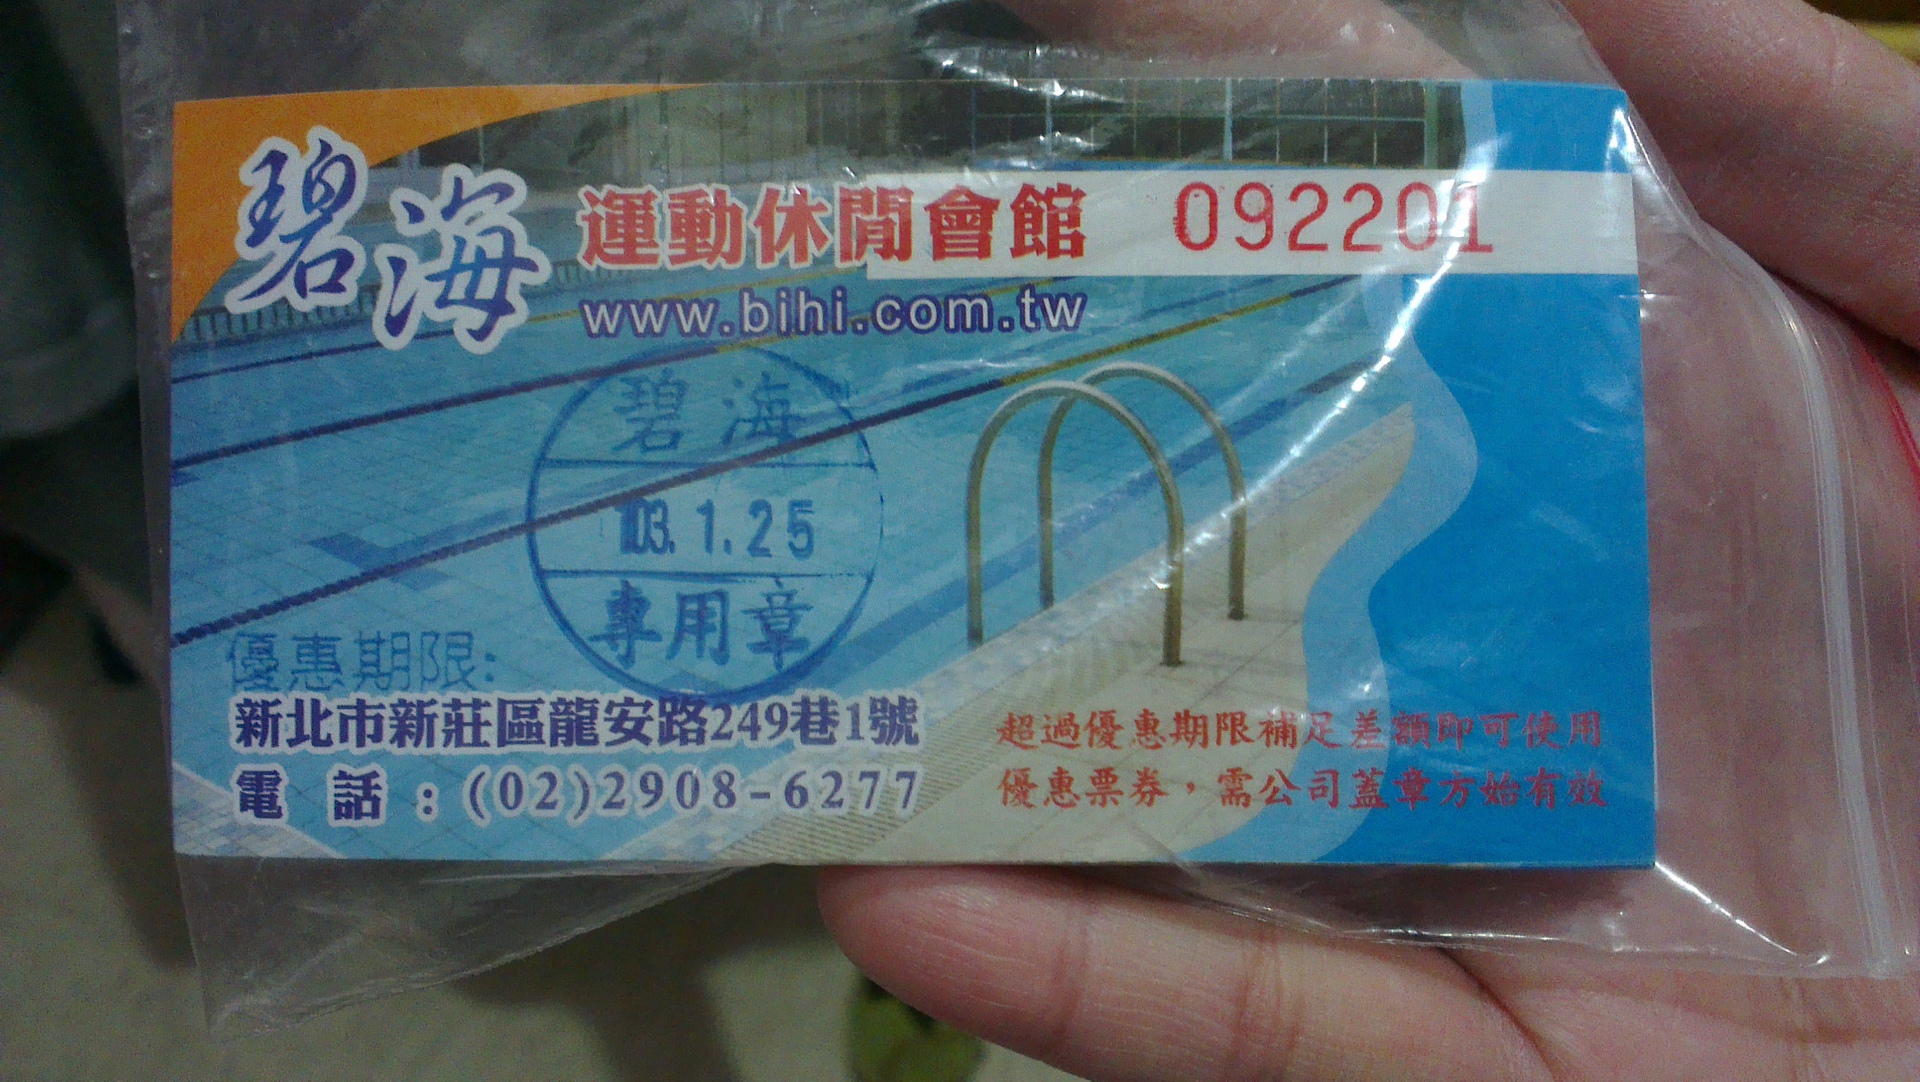 碧海 運動休閒會館 092201
www.bihi.com.tw
碧海
103.1.25
專用章
優惠期限:
新北市新莊區龍安路249巷1號
電話:(02)2908-6277
超過優惠期限補足差額即可使用
優惠票券,需公司蓋章方始有效